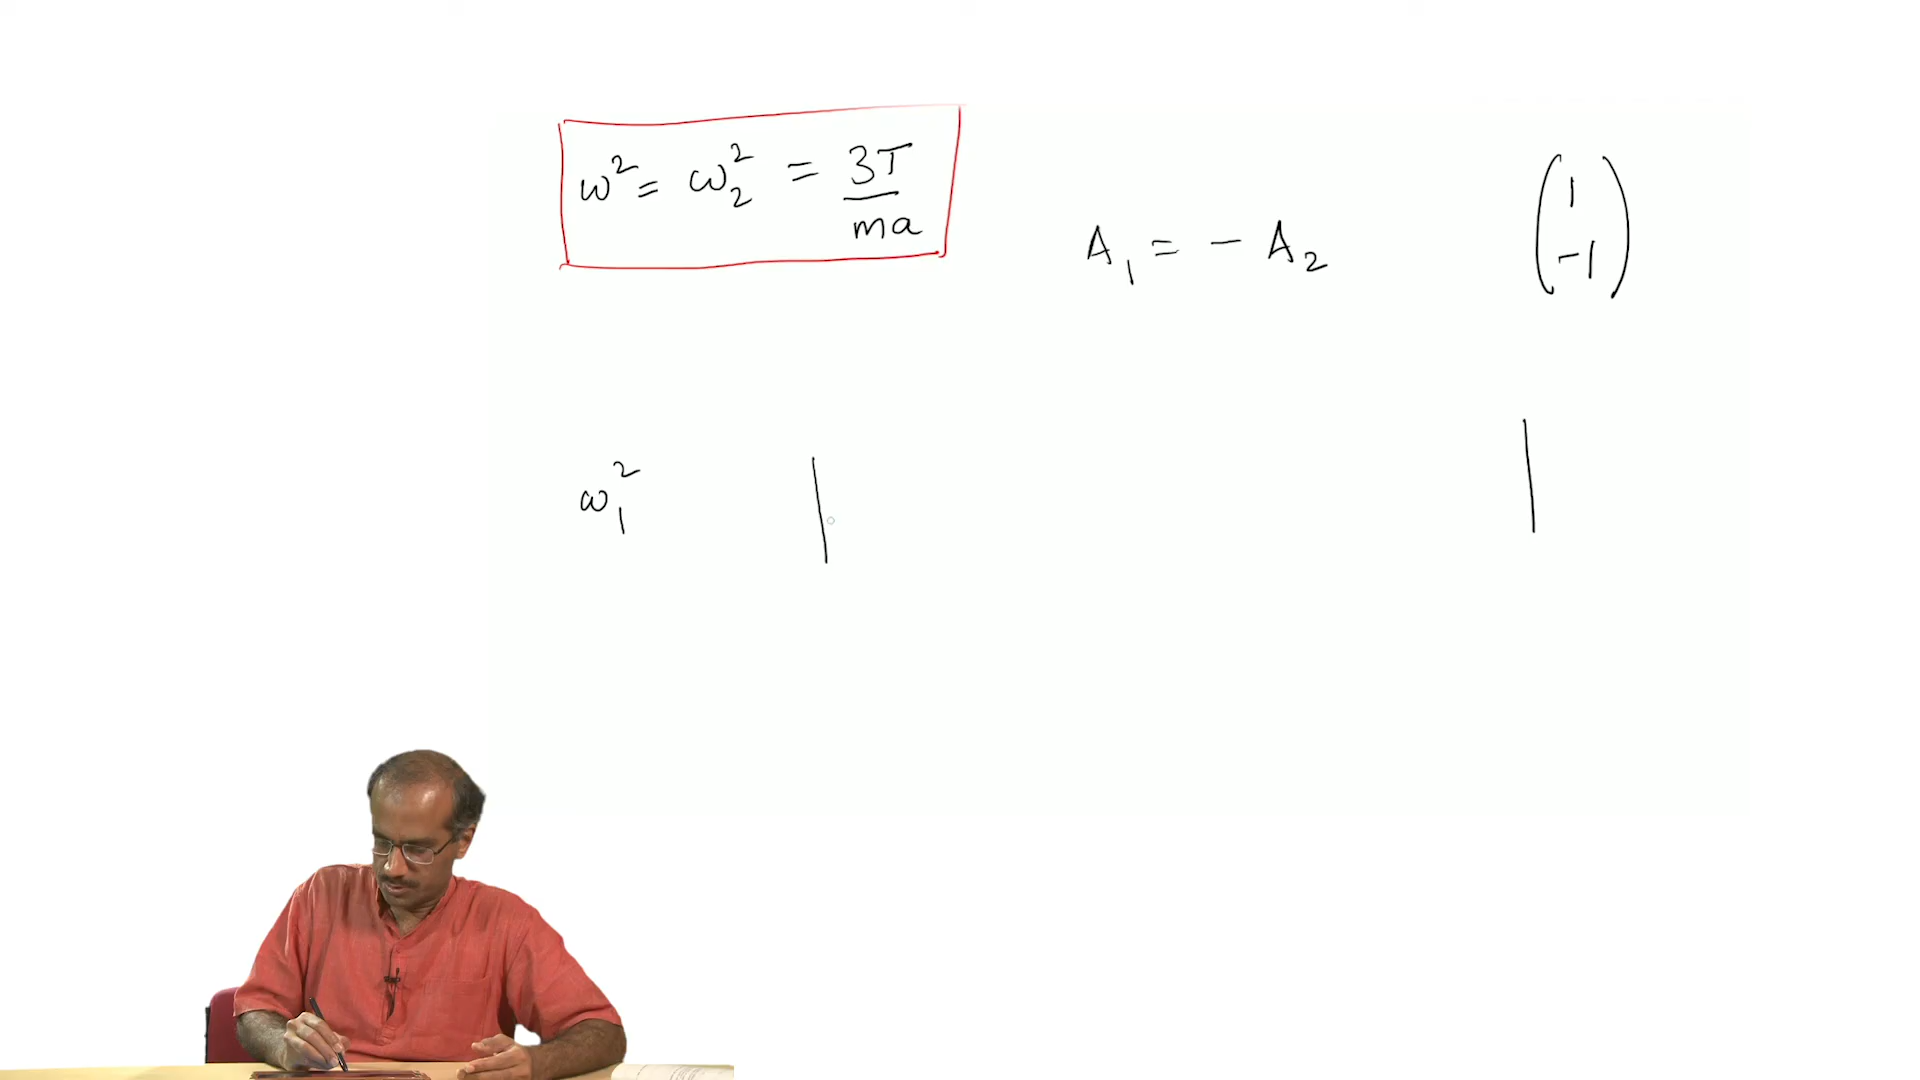 ω² = ω₂² = 3T/ma
A₁ = - A₂
(1
-1)
ω₁²